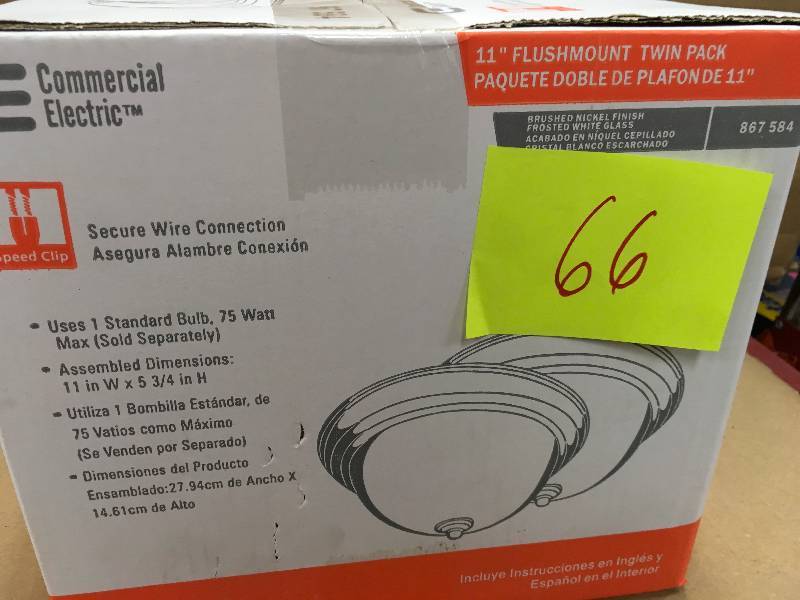 Commercial
Electric™
11" FLUSHMOUNT TWIN PACK
PAQUETE DOBLE DE PLAFON DE 11"
BRUSHED NICKEL FINISH
FROSTED WHITE GLASS
ACABADO EN NIQUEL CEPILLADO
CRISTAL BLANCO ESCARCHADO
867 584
66
Speed Clip
Secure Wire Connection
Asegura Alambre Conexión
• Uses 1 Standard Bulb, 75 Watt
Max (Sold Separately)
• Assembled Dimensions:
11 in W x 5 3/4 in H
• Utiliza 1 Bombilla Estándar, de
75 Vatios como Máximo
(Se Venden por Separado)
• Dimensiones del Producto
Ensamblado:27.94cm de Ancho X
14.61cm de Alto
Incluye Instrucciones en Inglés y
Español en el Interior